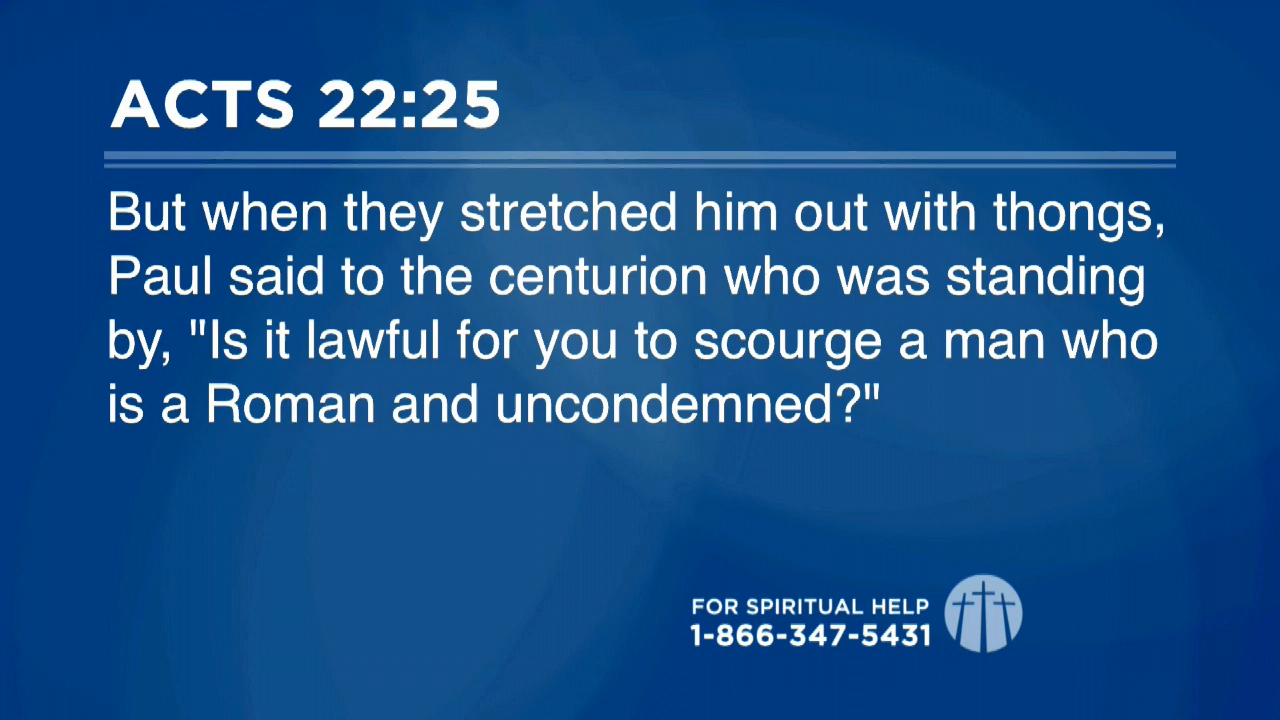 ACTS 22:25
But when they stretched him out with thongs,
Paul said to the centurion who was standing
by, "Is it lawful for you to scourge a man who
is a Roman and uncondemned?"
FOR SPIRITUAL HELP
1-866-347-5431